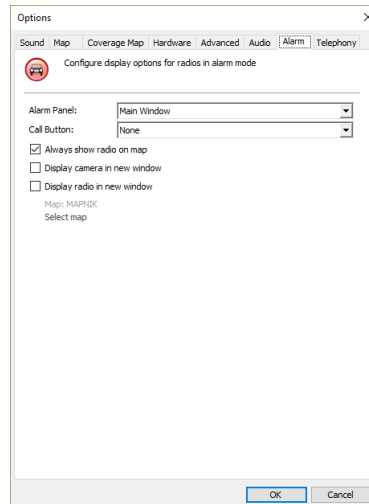 Options
Sound Map Coverage Map Hardware Advanced Audio Alarm Telephony
Configure display options for radios in alarm mode
Alarm Panel: Main Window
Call Button: None
Always show radio on map
Display camera in new window
Display radio in new window
Map: MAPNIK
Select map
OK Cancel